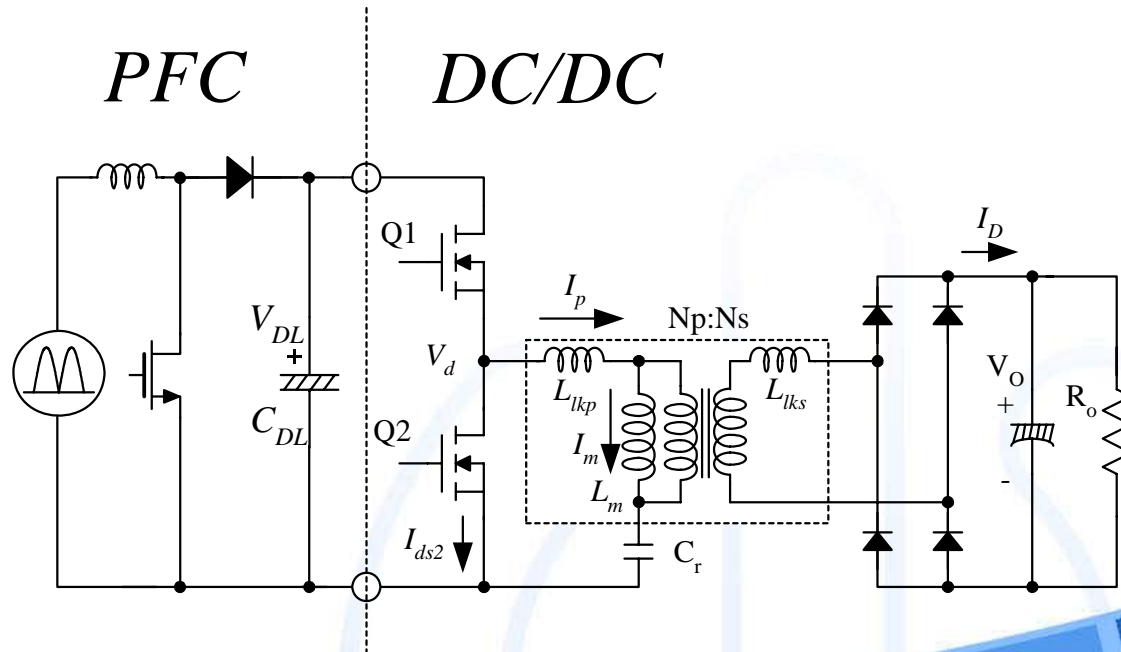 PFC DC/DC
Q1
I_D
I_p
Np:Ns
V_DL
+
V_d
V_O
+
L_lkp
L_lks
R_o
C_DL
Q2
I_m
-
L_m
I_ds2
C_r